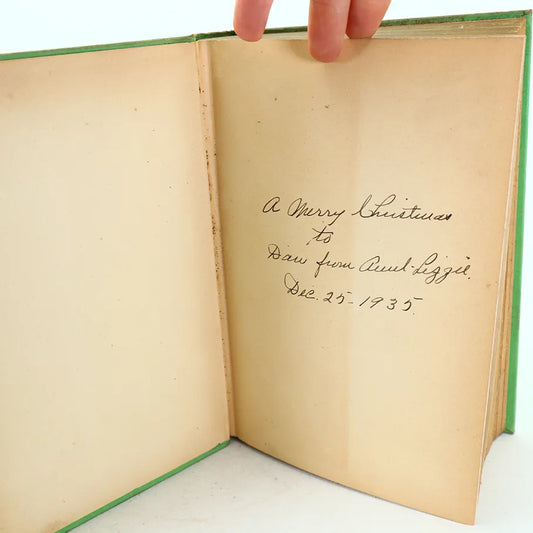 A Merry Christmas
to
Dan from Aunt Lizzie.
Dec. 25-1935.